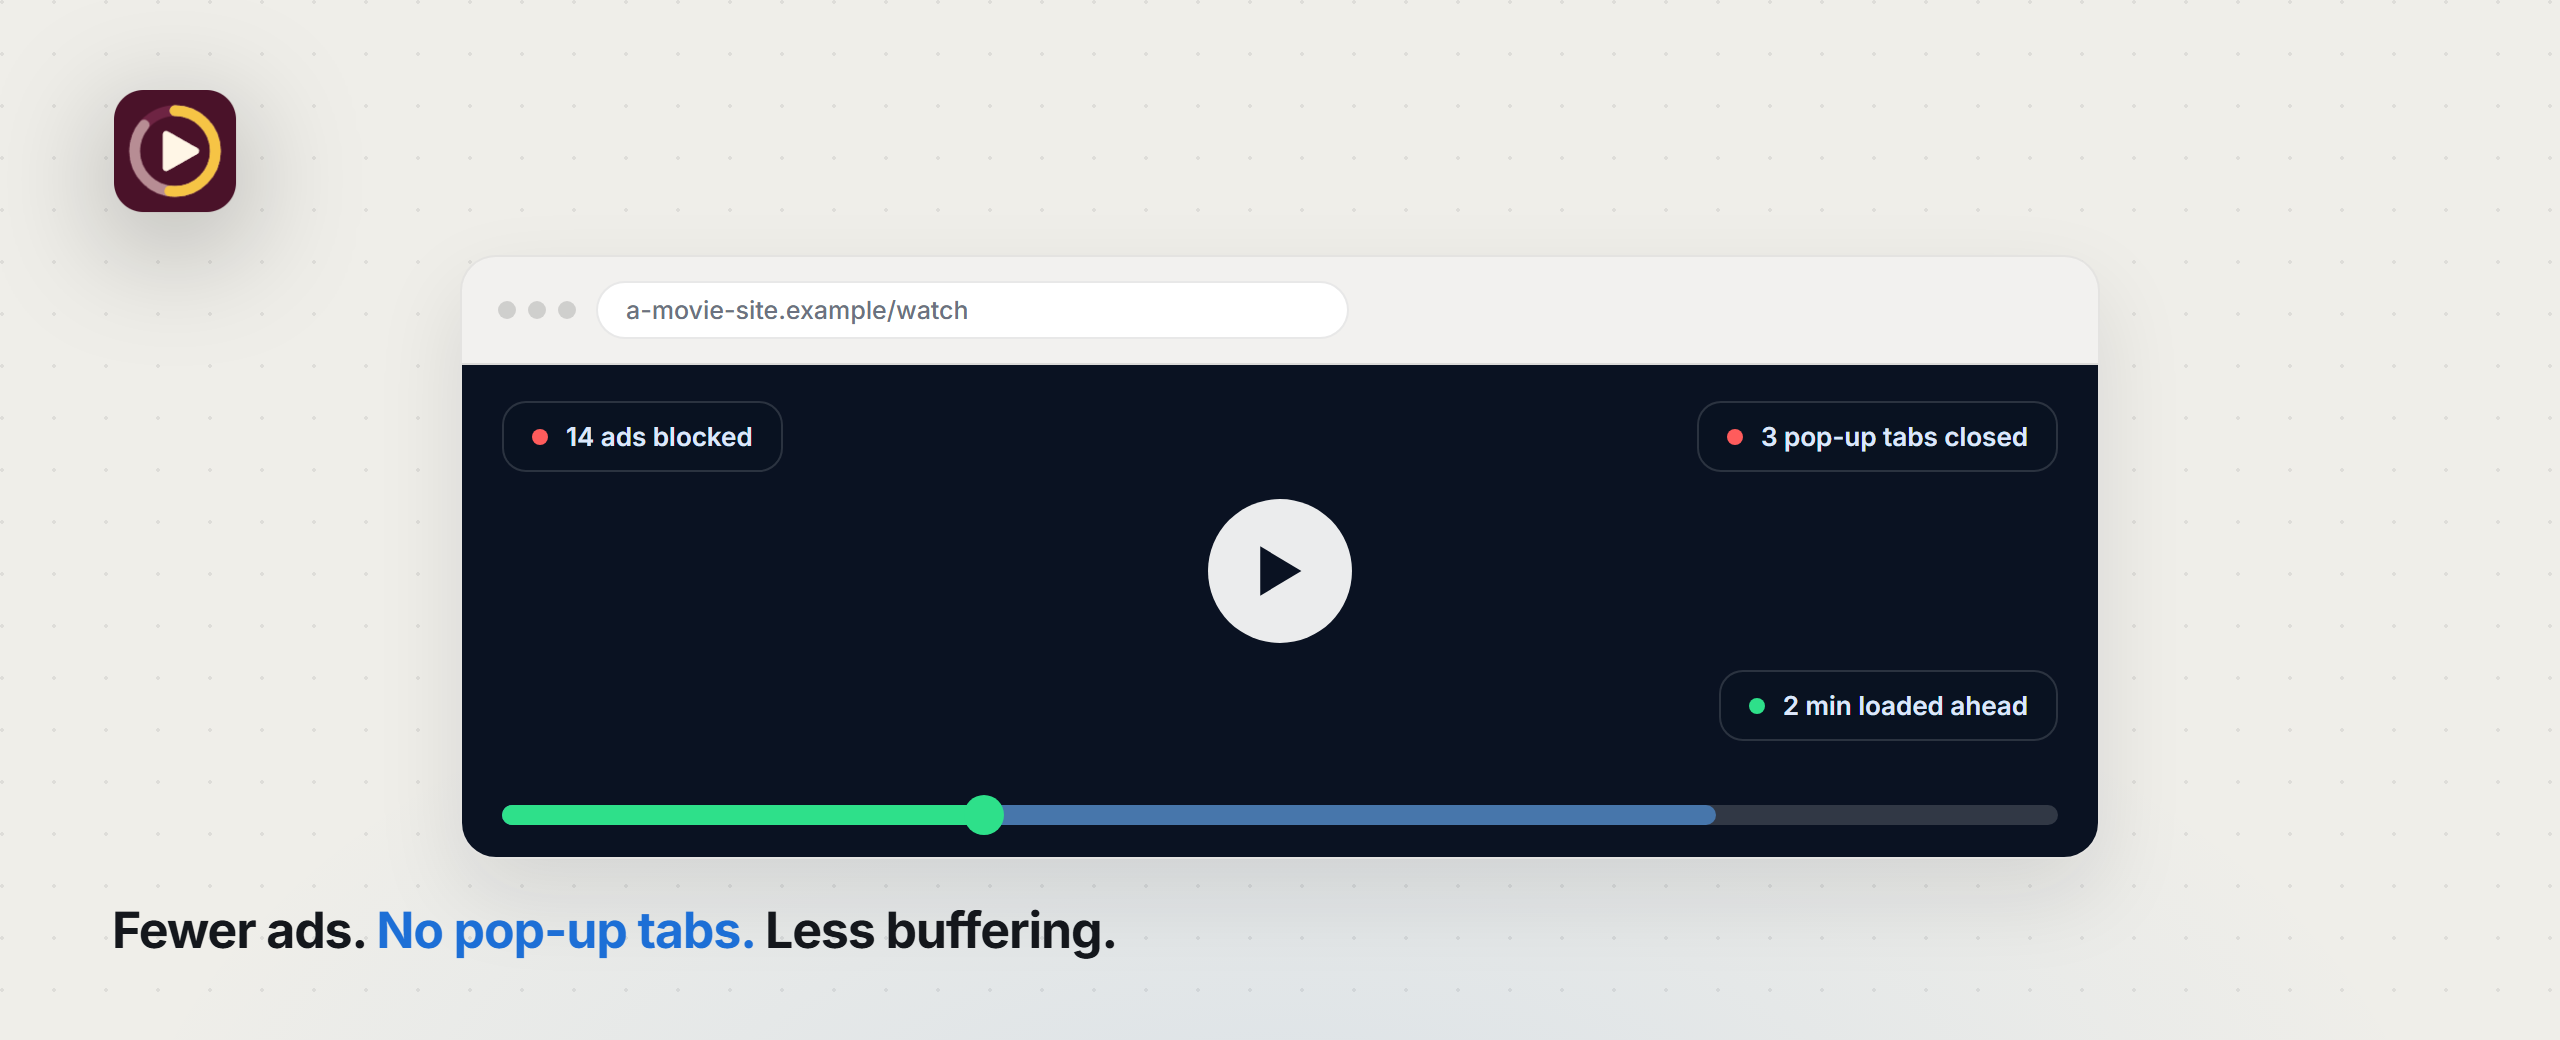 a-movie-site.example/watch
14 ads blocked
3 pop-up tabs closed
2 min loaded ahead
Fewer ads. No pop-up tabs. Less buffering.